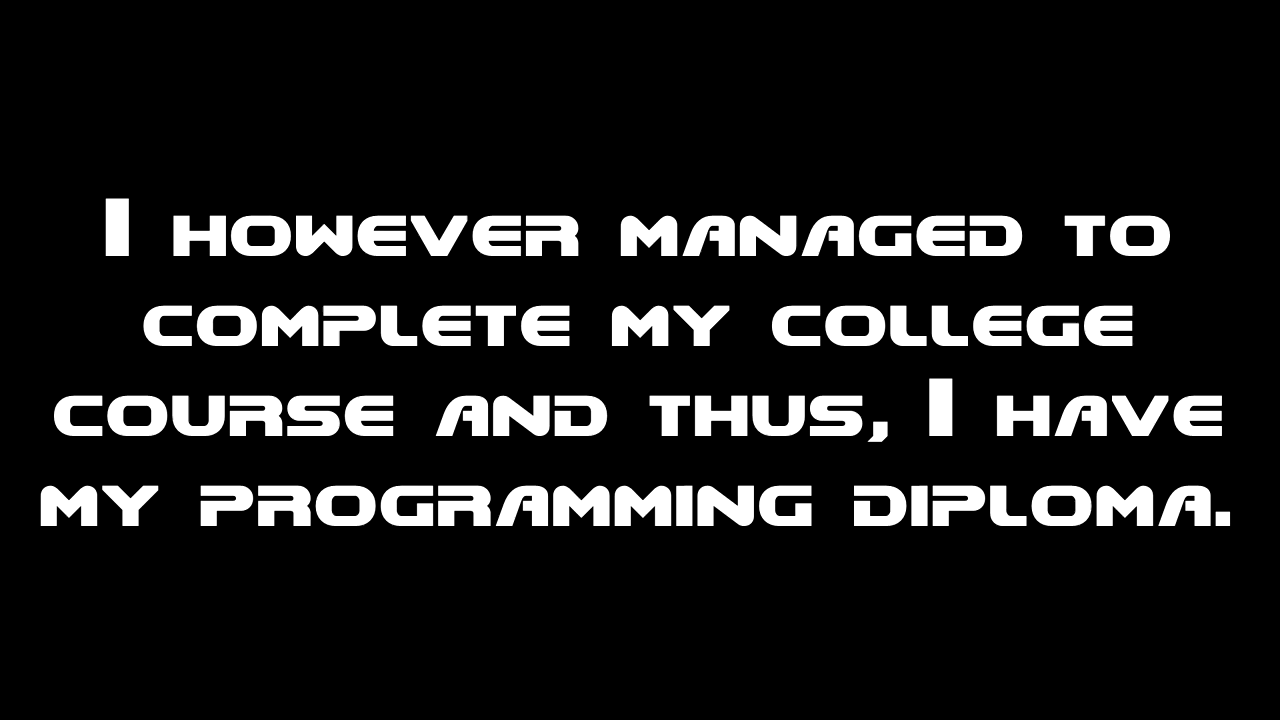 I however managed to
complete my college
course and thus, I have
my programming diploma.